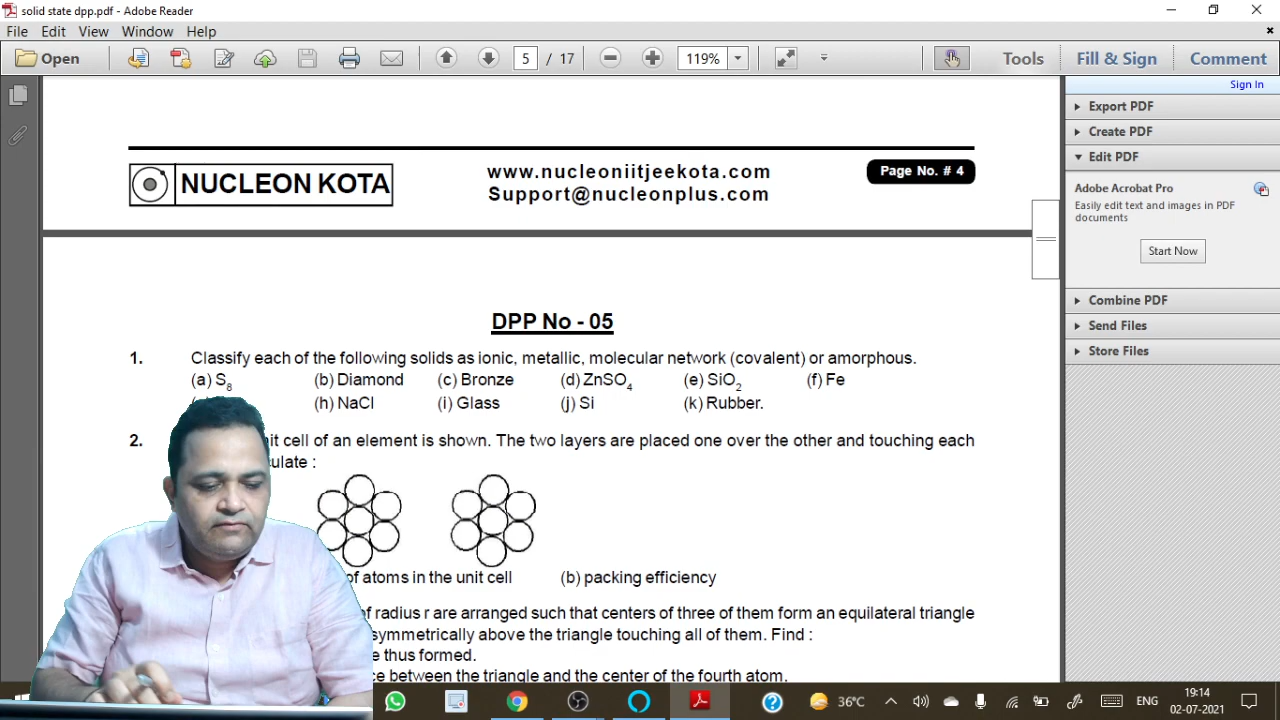 solid state dpp.pdf - Adobe Reader
File Edit View Window Help
Open 5 / 17 119% Tools Fill & Sign Comment
Sign In
Export PDF
Create PDF
Edit PDF
Adobe Acrobat Pro
Easily edit text and images in PDF
documents
Start Now
Combine PDF
Send Files
Store Files
NUCLEON KOTA
www.nucleoniitjeekota.com
Support@nucleonplus.com
Page No. # 4
DPP No - 05
1. Classify each of the following solids as ionic, metallic, molecular network (covalent) or amorphous.
(a) S8 (b) Diamond (c) Bronze (d) ZnSO4 (e) SiO2 (f) Fe
(h) NaCl (i) Glass (j) Si (k) Rubber.
2. cell of an element is shown. The two layers are placed one over the other and touching each
:
of atoms in the unit cell (b) packing efficiency
of radius r are arranged such that centers of three of them form an equilateral triangle
symmetrically above the triangle touching all of them. Find :
thus formed.
between the triangle and the center of the fourth atom.
36°C ENG 19:14
02-07-2021